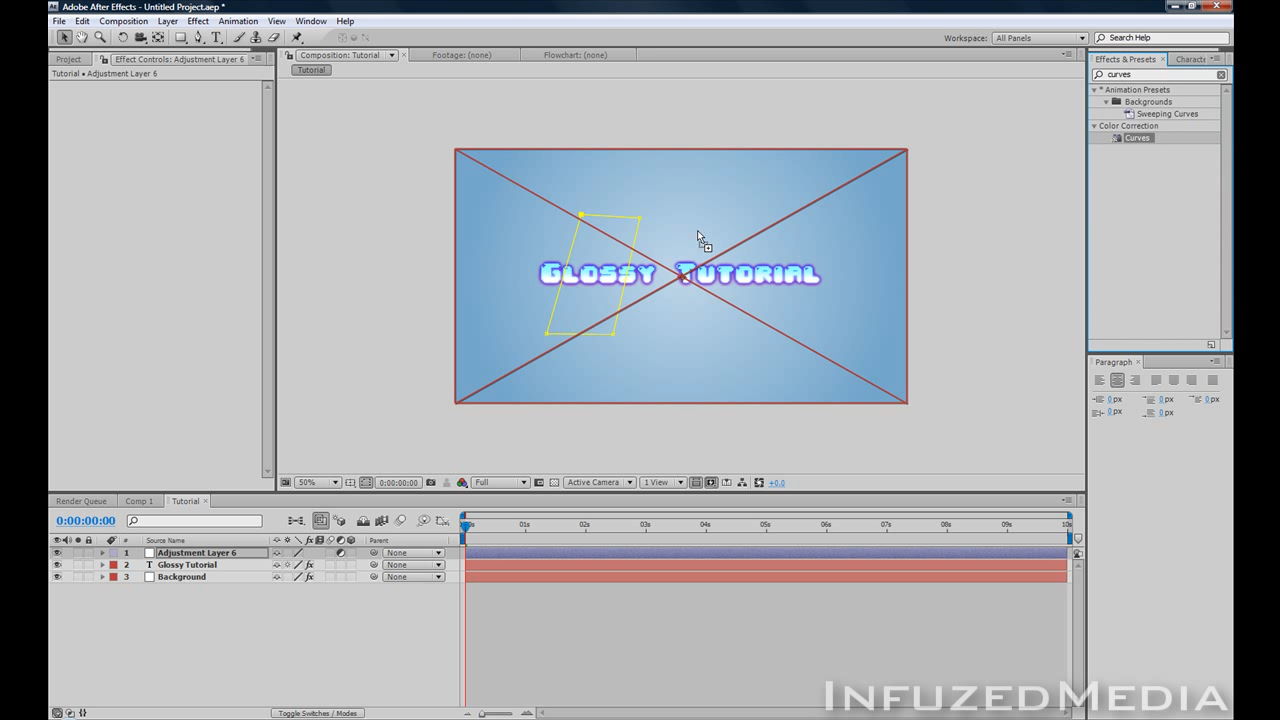 Adobe After Effects - Untitled Project.aep *
File Edit Composition Layer Effect Animation View Window Help
Workspace: All Panels Search Help
Project Effect Controls: Adjustment Layer 6
Composition: Tutorial Footage: (none) Flowchart: (none)
Effects & Presets Characte
Tutorial • Adjustment Layer 6
Tutorial
curves
* Animation Presets
Backgrounds
Sweeping Curves
Color Correction
Curves
Glossy Tutorial
Paragraph
0 px 0 px 0 px
0 px 0 px
50% 0:00:00:00 Full Active Camera 1 View +0.0
Render Queue Comp 1 Tutorial
0:00:00:00
01s 02s 03s 04s 05s 06s 07s 08s 09s 10s
# Source Name Parent
1 Adjustment Layer 6 None
2 T Glossy Tutorial fx None
3 Background fx None
Toggle Switches / Modes
InfuzedMedia